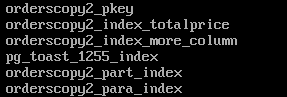 orderscopy2_pkey
orderscopy2_index_totalprice
orderscopy2_index_more_column
pg_toast_1255_index
orderscopy2_part_index
orderscopy2_para_index